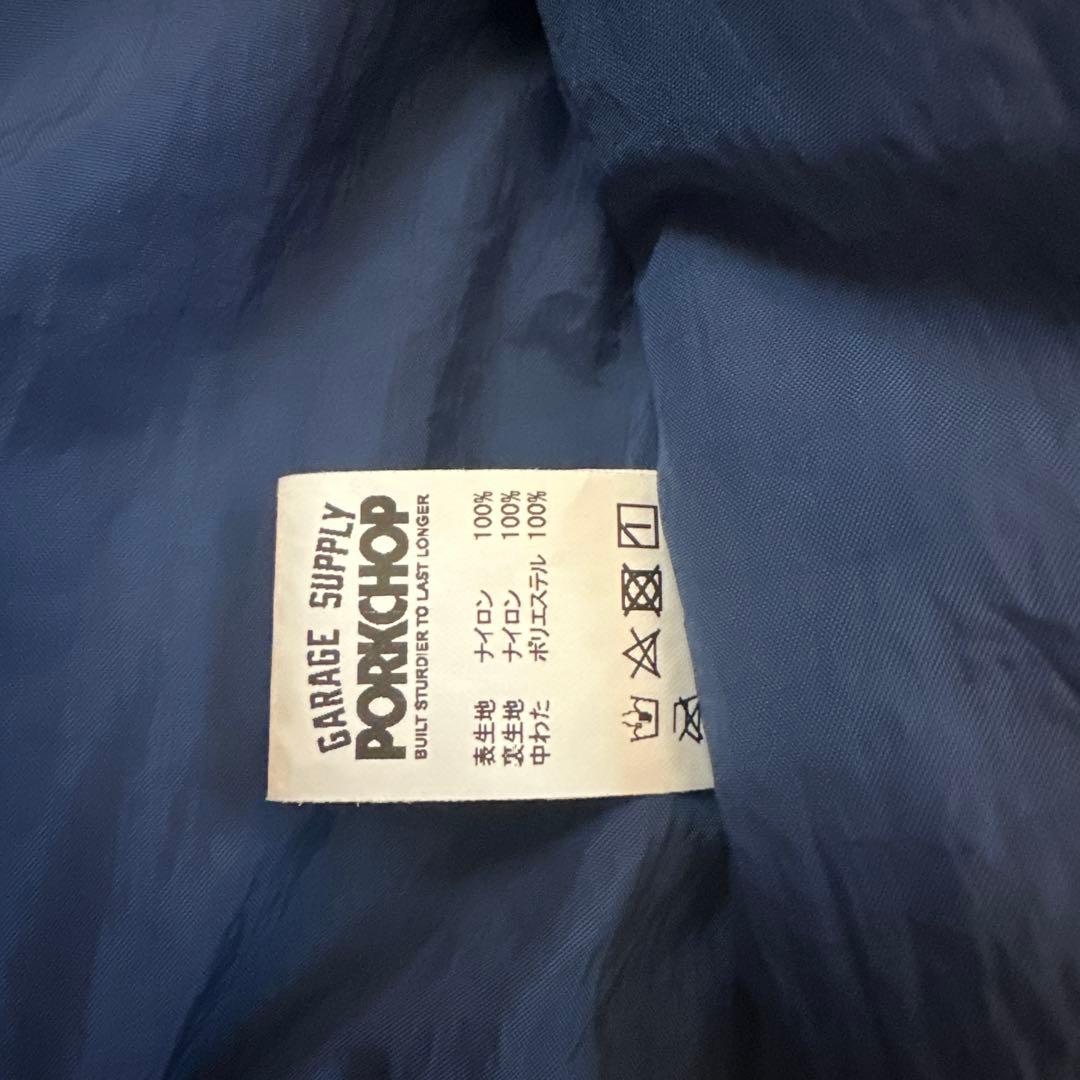 GARAGE SUPPLY
PORKCHOP
BUILT STURDIER TO LAST LONGER
表生地 ナイロン 100%
裏生地 ナイロン 100%
中わた ポリエステル 100%